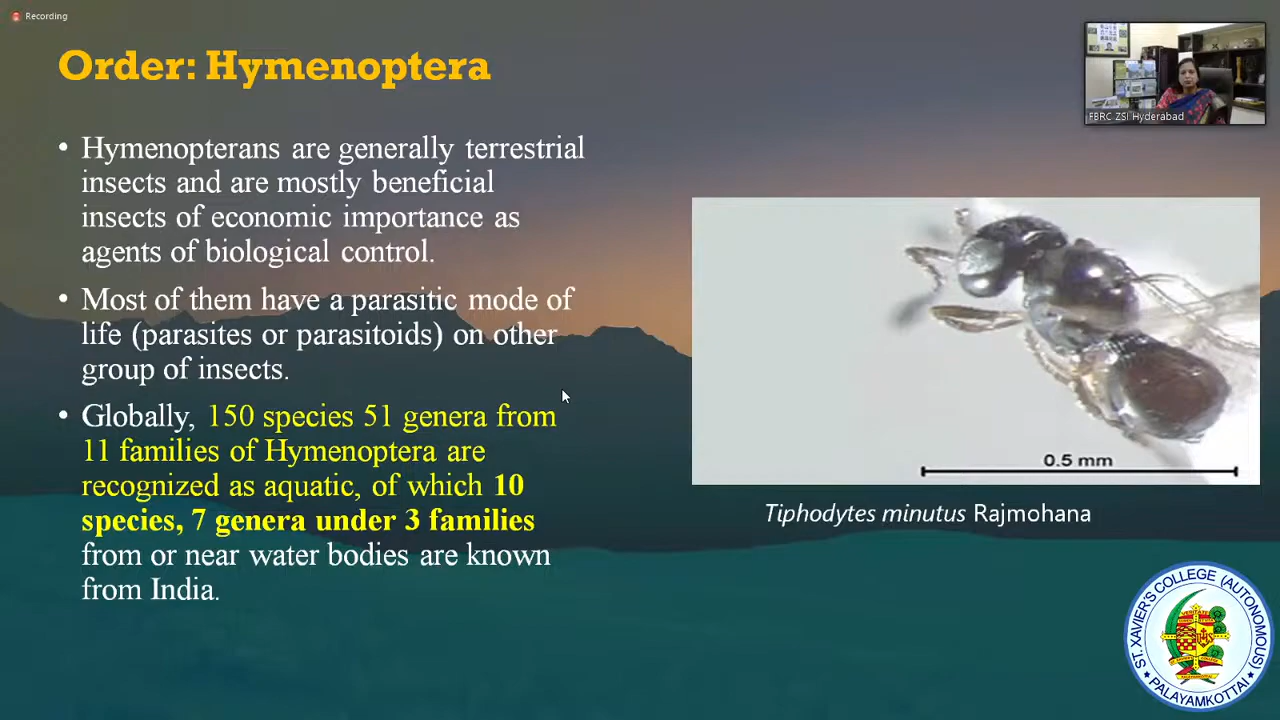 Recording
Order: Hymenoptera
FBRC ZSI Hyderabad
• Hymenopterans are generally terrestrial
insects and are mostly beneficial
insects of economic importance as
agents of biological control.
• Most of them have a parasitic mode of
life (parasites or parasitoids) on other
group of insects.
• Globally, 150 species 51 genera from
11 families of Hymenoptera are
recognized as aquatic, of which 10
species, 7 genera under 3 families
from or near water bodies are known
from India.
0.5 mm
Tiphodytes minutus Rajmohana
ST. XAVIER'S COLLEGE (AUTONOMOUS)
PALAYAMKOTTAI